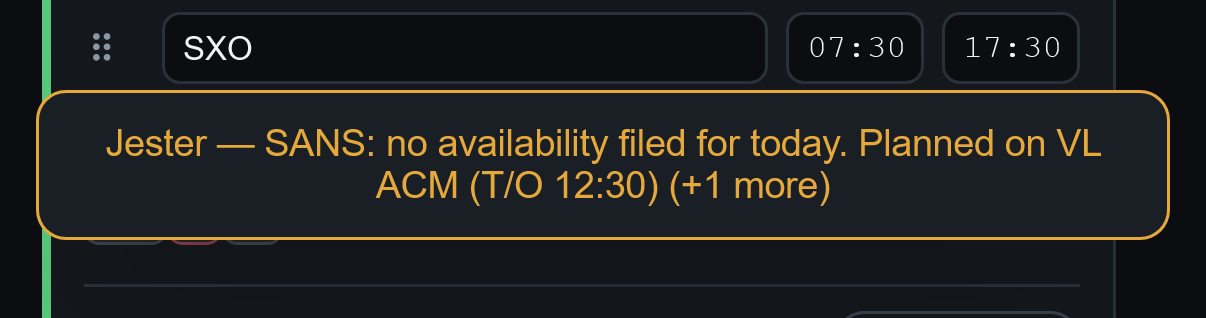 SXO 07:30 17:30
Jester — SANS: no availability filed for today. Planned on VL
ACM (T/O 12:30) (+1 more)